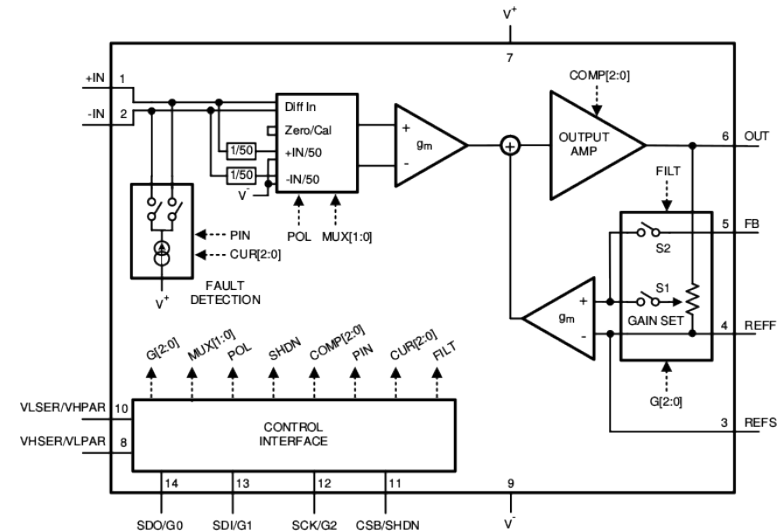 V+
7
+IN 1
-IN 2
COMP[2:0]
Diff In
Zero/Cal
1/50 +IN/50
1/50 -IN/50
V-
+
gm
-
+
OUTPUT
AMP
6 OUT
FILT
POL MUX[1:0]
PIN
CUR[2:0]
FAULT
DETECTION
V+
5 FB
S2
S1
+
gm
-
GAIN SET
4 REFF
G[2:0]
3 REFS
G[2:0] MUX[1:0] POL SHDN COMP[2:0] PIN CUR[2:0] FILT
VLSER/VHPAR 10
VHSER/VLPAR 8
CONTROL
INTERFACE
14 13 12 11
9
SDO/G0 SDI/G1 SCK/G2 CSB/SHDN
V-